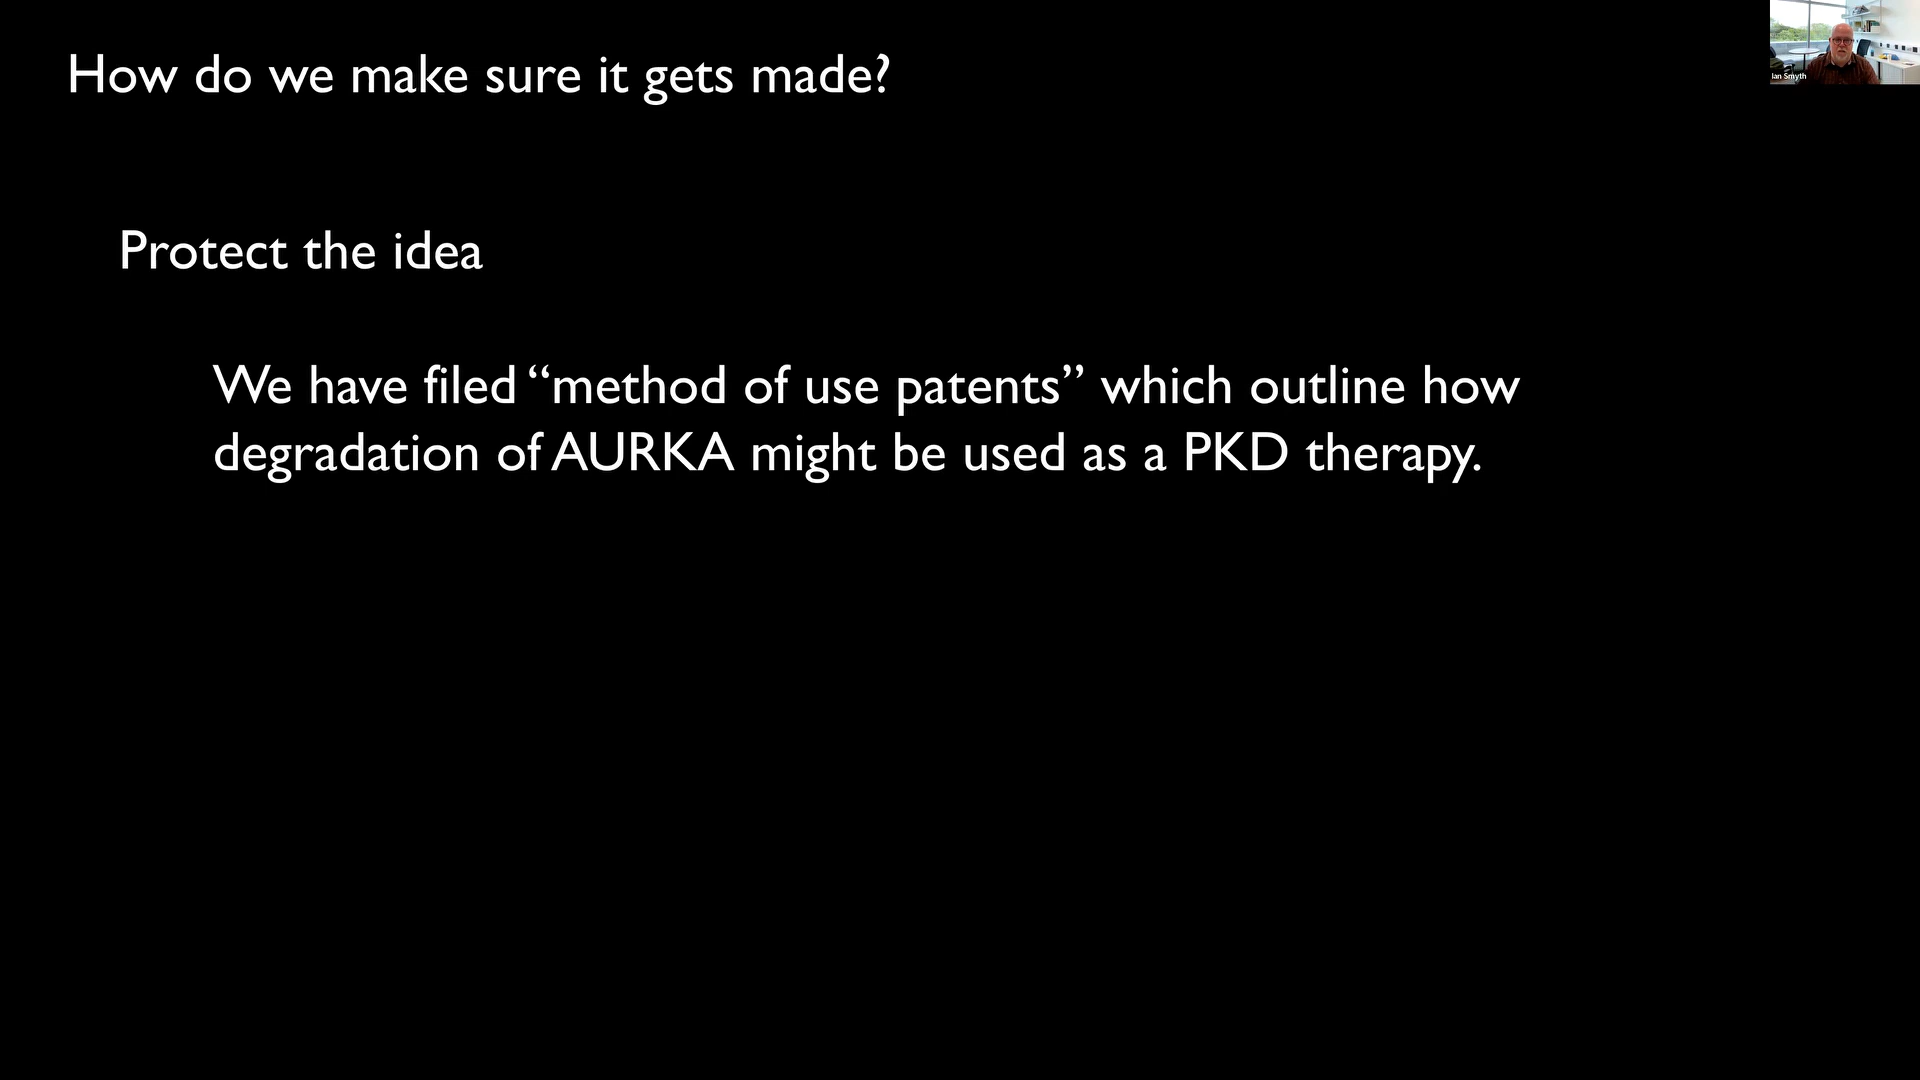 How do we make sure it gets made?
Ian Smyth
Protect the idea
We have filed “method of use patents” which outline how
degradation of AURKA might be used as a PKD therapy.